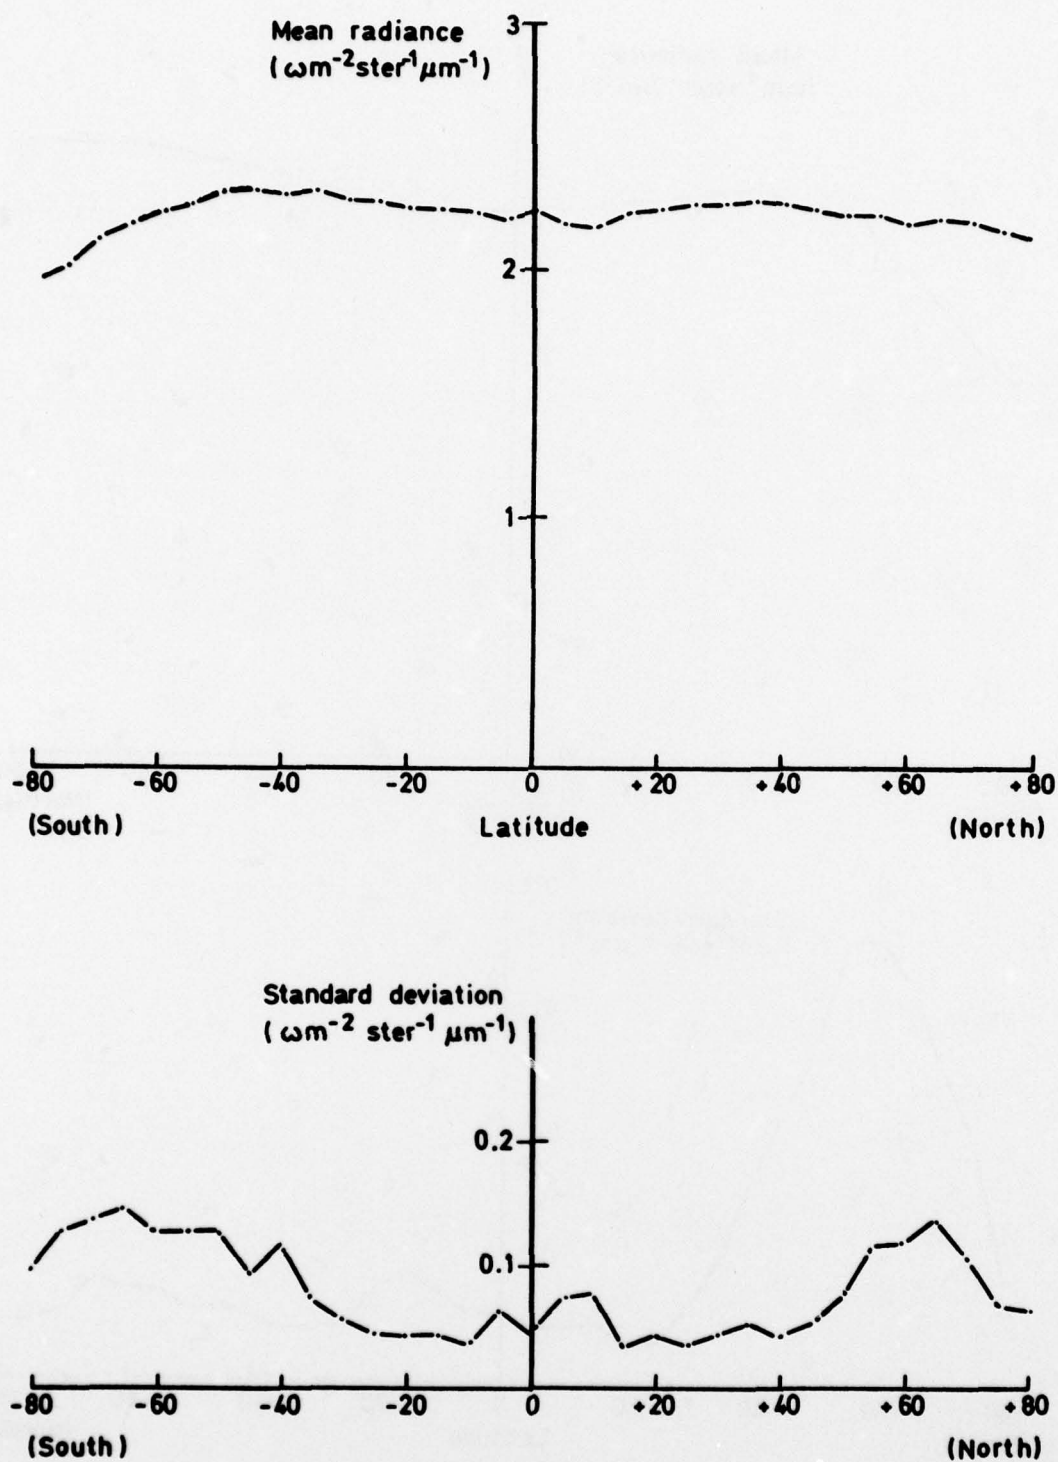 Mean radiance
(ωm⁻²ster⁻¹μm⁻¹)
3
2
1
-80 -60 -40 -20 0 +20 +40 +60 +80
(South) Latitude (North)
Standard deviation
(ωm⁻² ster⁻¹ μm⁻¹)
0.2
0.1
-80 -60 -40 -20 0 +20 +40 +60 +80
(South) (North)